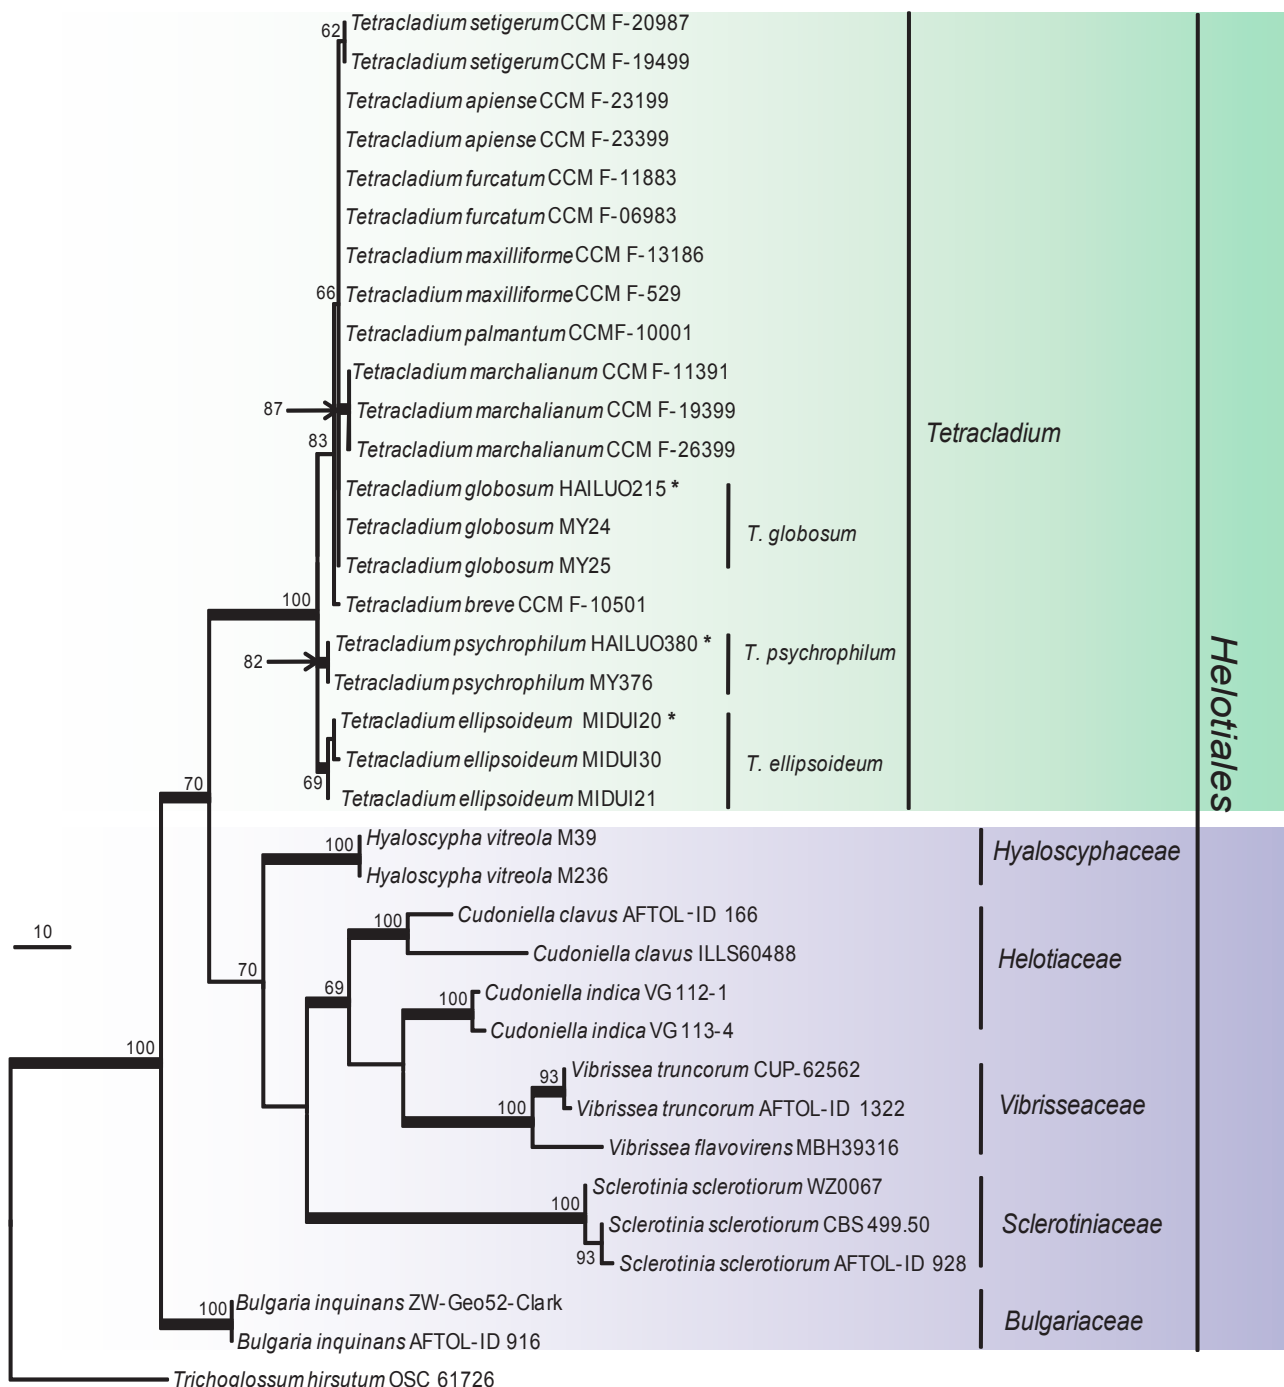 62
Tetracladium setigerum CCM F-20987
Tetracladium setigerum CCM F-19499
Tetracladium apiense CCM F-23199
Tetracladium apiense CCM F-23399
Tetracladium furcatum CCM F-11883
Tetracladium furcatum CCM F-06983
Tetracladium maxilliforme CCM F-13186
66
Tetracladium maxilliforme CCM F-529
Tetracladium palmantum CCMF-10001
Tetracladium marchalianum CCM F-11391
87
Tetracladium marchalianum CCM F-19399
Tetracladium marchalianum CCM F-26399
83
Tetracladium
Tetracladium globosum HAILUO215 *
Tetracladium globosum MY24
Tetracladium globosum MY25
T. globosum
100
Tetracladium breve CCM F-10501
Tetracladium psychrophilum HAILUO380 *
82
Tetracladium psychrophilum MY376
T. psychrophilum
Tetracladium ellipsoideum MIDUI20 *
Tetracladium ellipsoideum MIDUI30
69
Tetracladium ellipsoideum MIDUI21
T. ellipsoideum
Helotiales
70
100
Hyaloscypha vitreola M39
Hyaloscypha vitreola M236
Hyaloscyphaceae
100
Cudoniella clavus AFTOL-ID 166
10
Cudoniella clavus ILLS60488
Helotiaceae
70
69
100
Cudoniella indica VG 112-1
Cudoniella indica VG 113-4
100
93
Vibrissea truncorum CUP-62562
100
Vibrissea truncorum AFTOL-ID 1322
Vibrissea flavovirens MBH39316
Vibrisseaceae
Sclerotinia sclerotiorum WZ0067
100
Sclerotinia sclerotiorum CBS 499.50
93
Sclerotinia sclerotiorum AFTOL-ID 928
Sclerotiniaceae
100
Bulgaria inquinans ZW-Geo52-Clark
Bulgaria inquinans AFTOL-ID 916
Bulgariaceae
Trichoglossum hirsutum OSC 61726